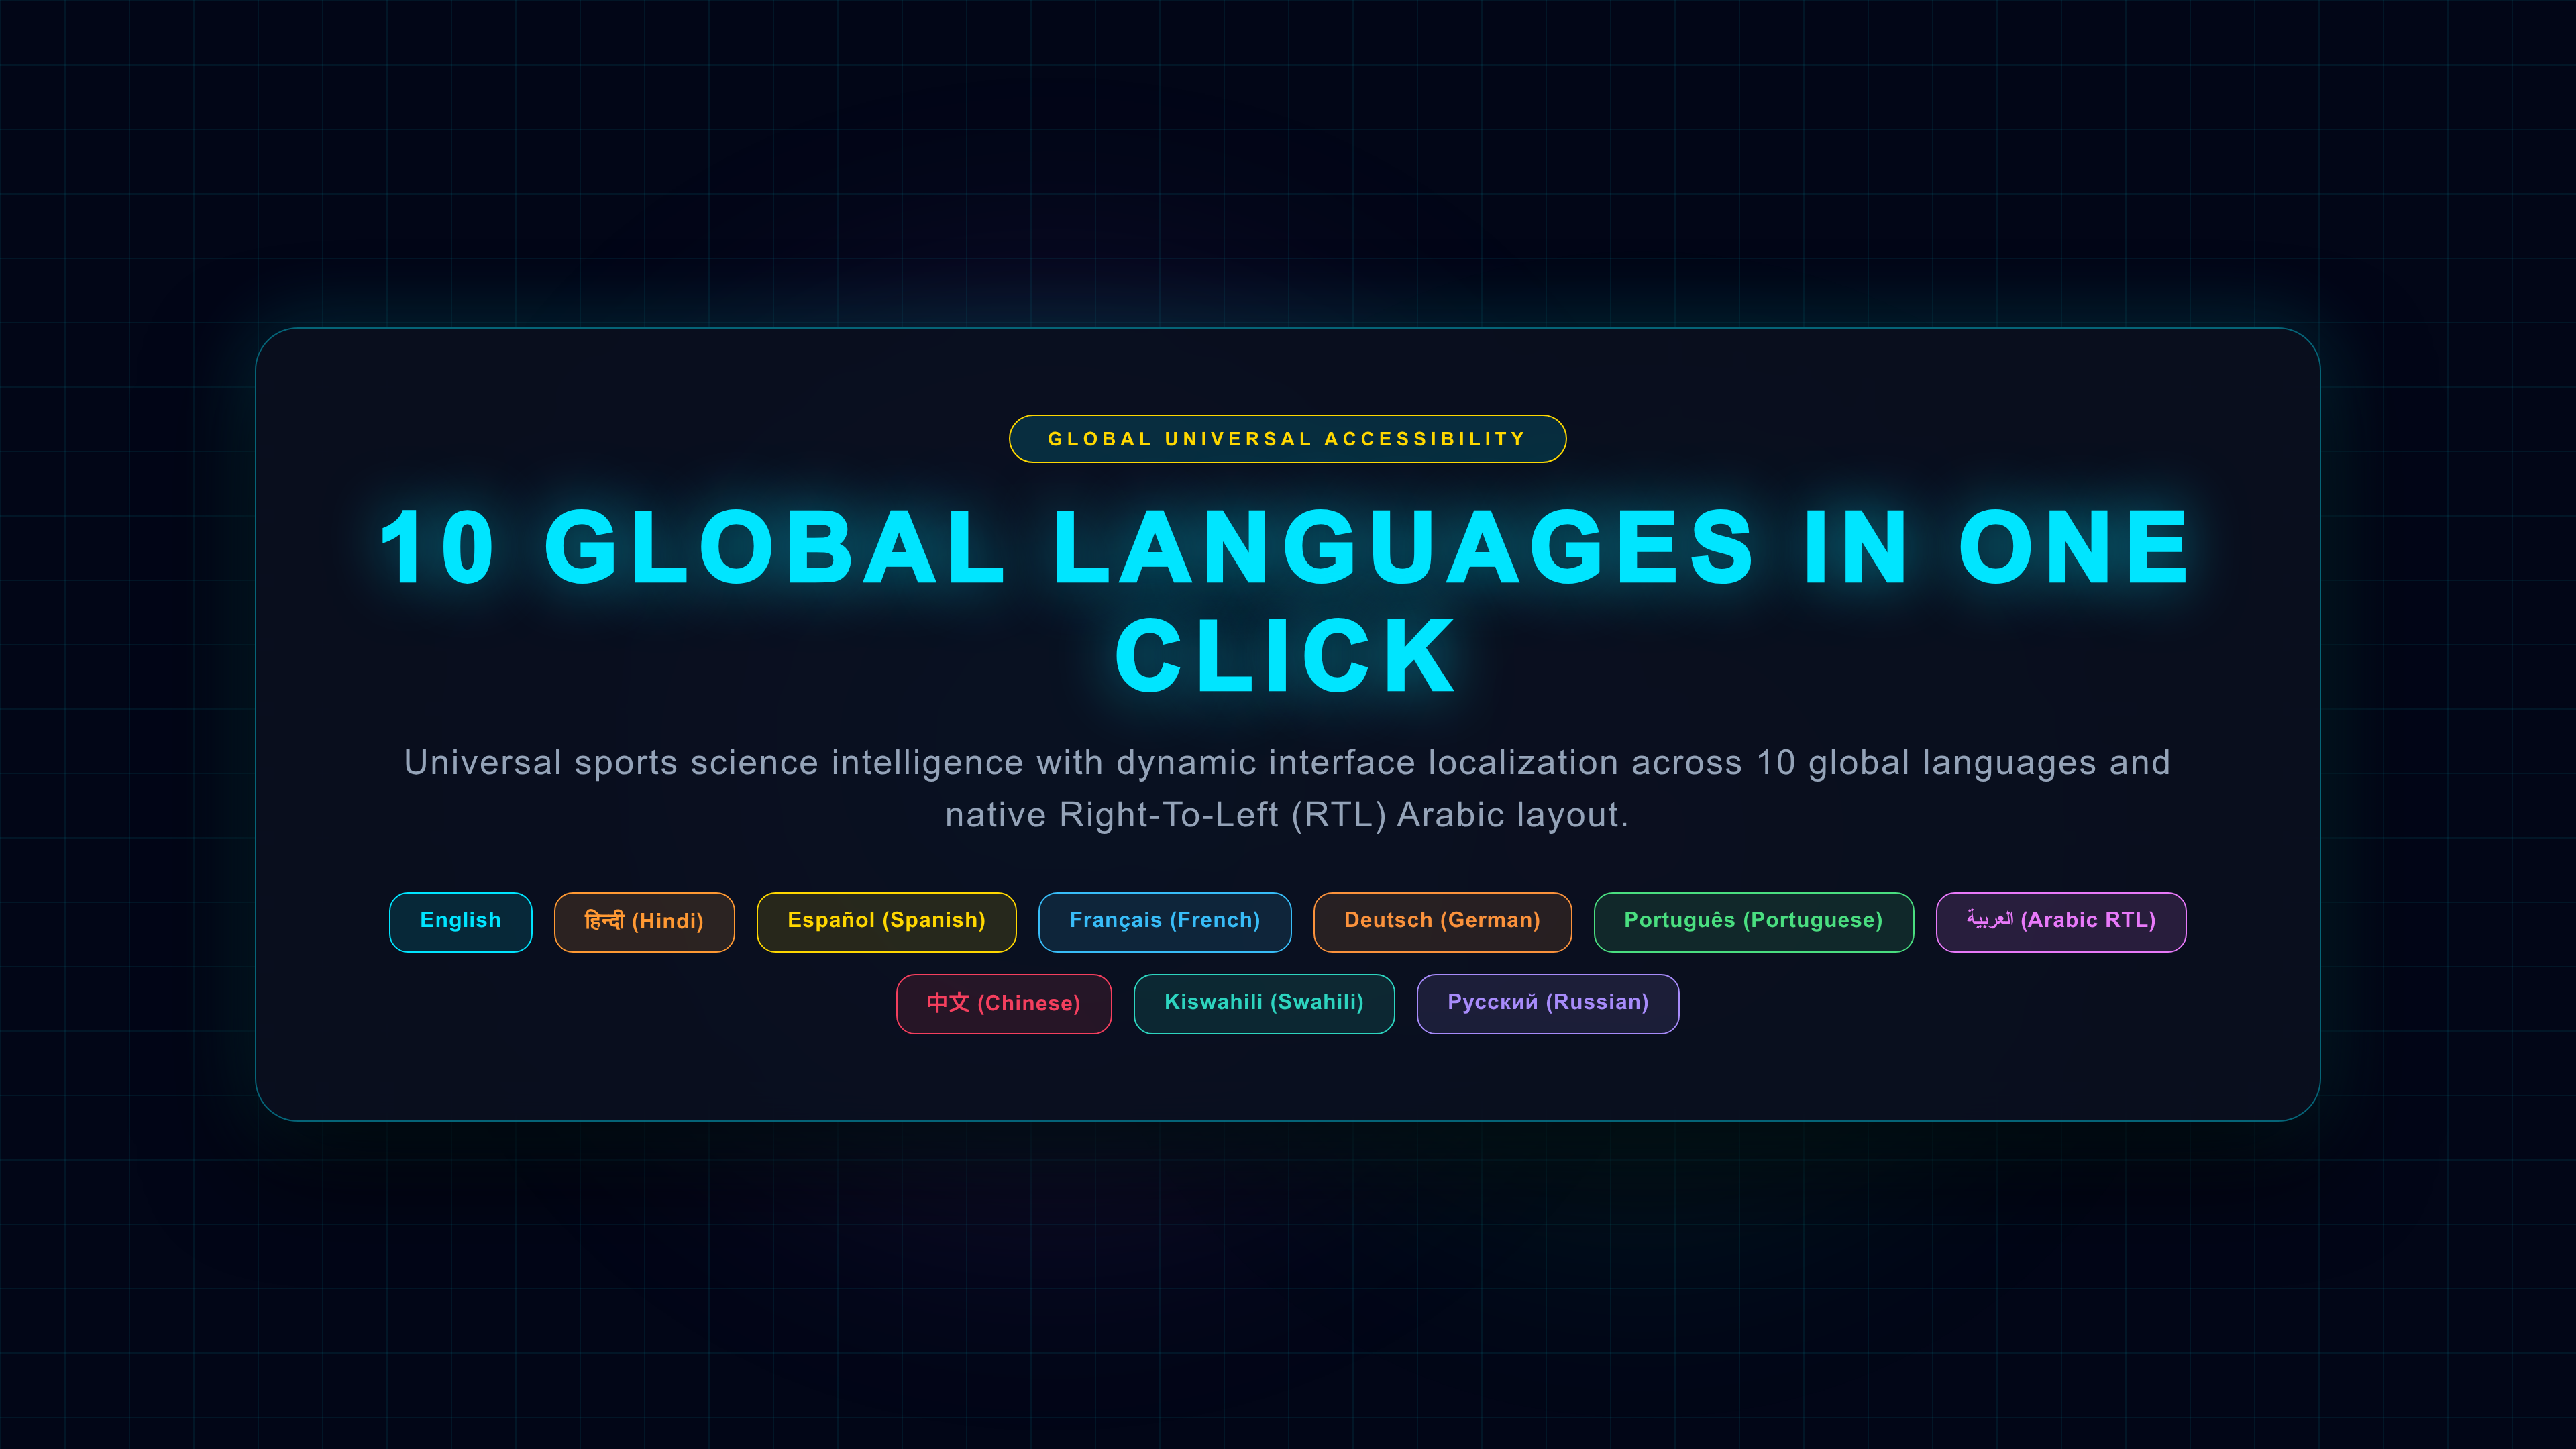 GLOBAL UNIVERSAL ACCESSIBILITY
10 GLOBAL LANGUAGES IN ONE
CLICK
Universal sports science intelligence with dynamic interface localization across 10 global languages and
native Right-To-Left (RTL) Arabic layout.
English हिन्दी (Hindi) Español (Spanish) Français (French) Deutsch (German) Português (Portuguese) العربية (Arabic RTL)
中文 (Chinese) Kiswahili (Swahili) Русский (Russian)